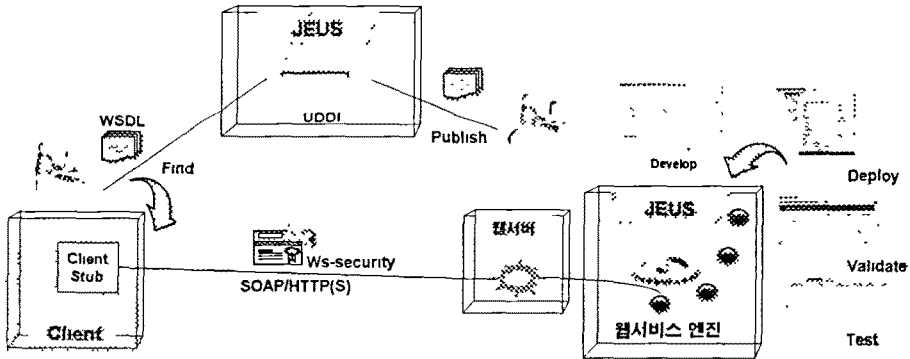 JEUS
UDDI
WSDL
Find
Publish
Develop
Deploy
Client
Stub
Client
Ws-security
SOAP/HTTP(S)
웹서버
JEUS
웹서비스 엔진
Validate
Test